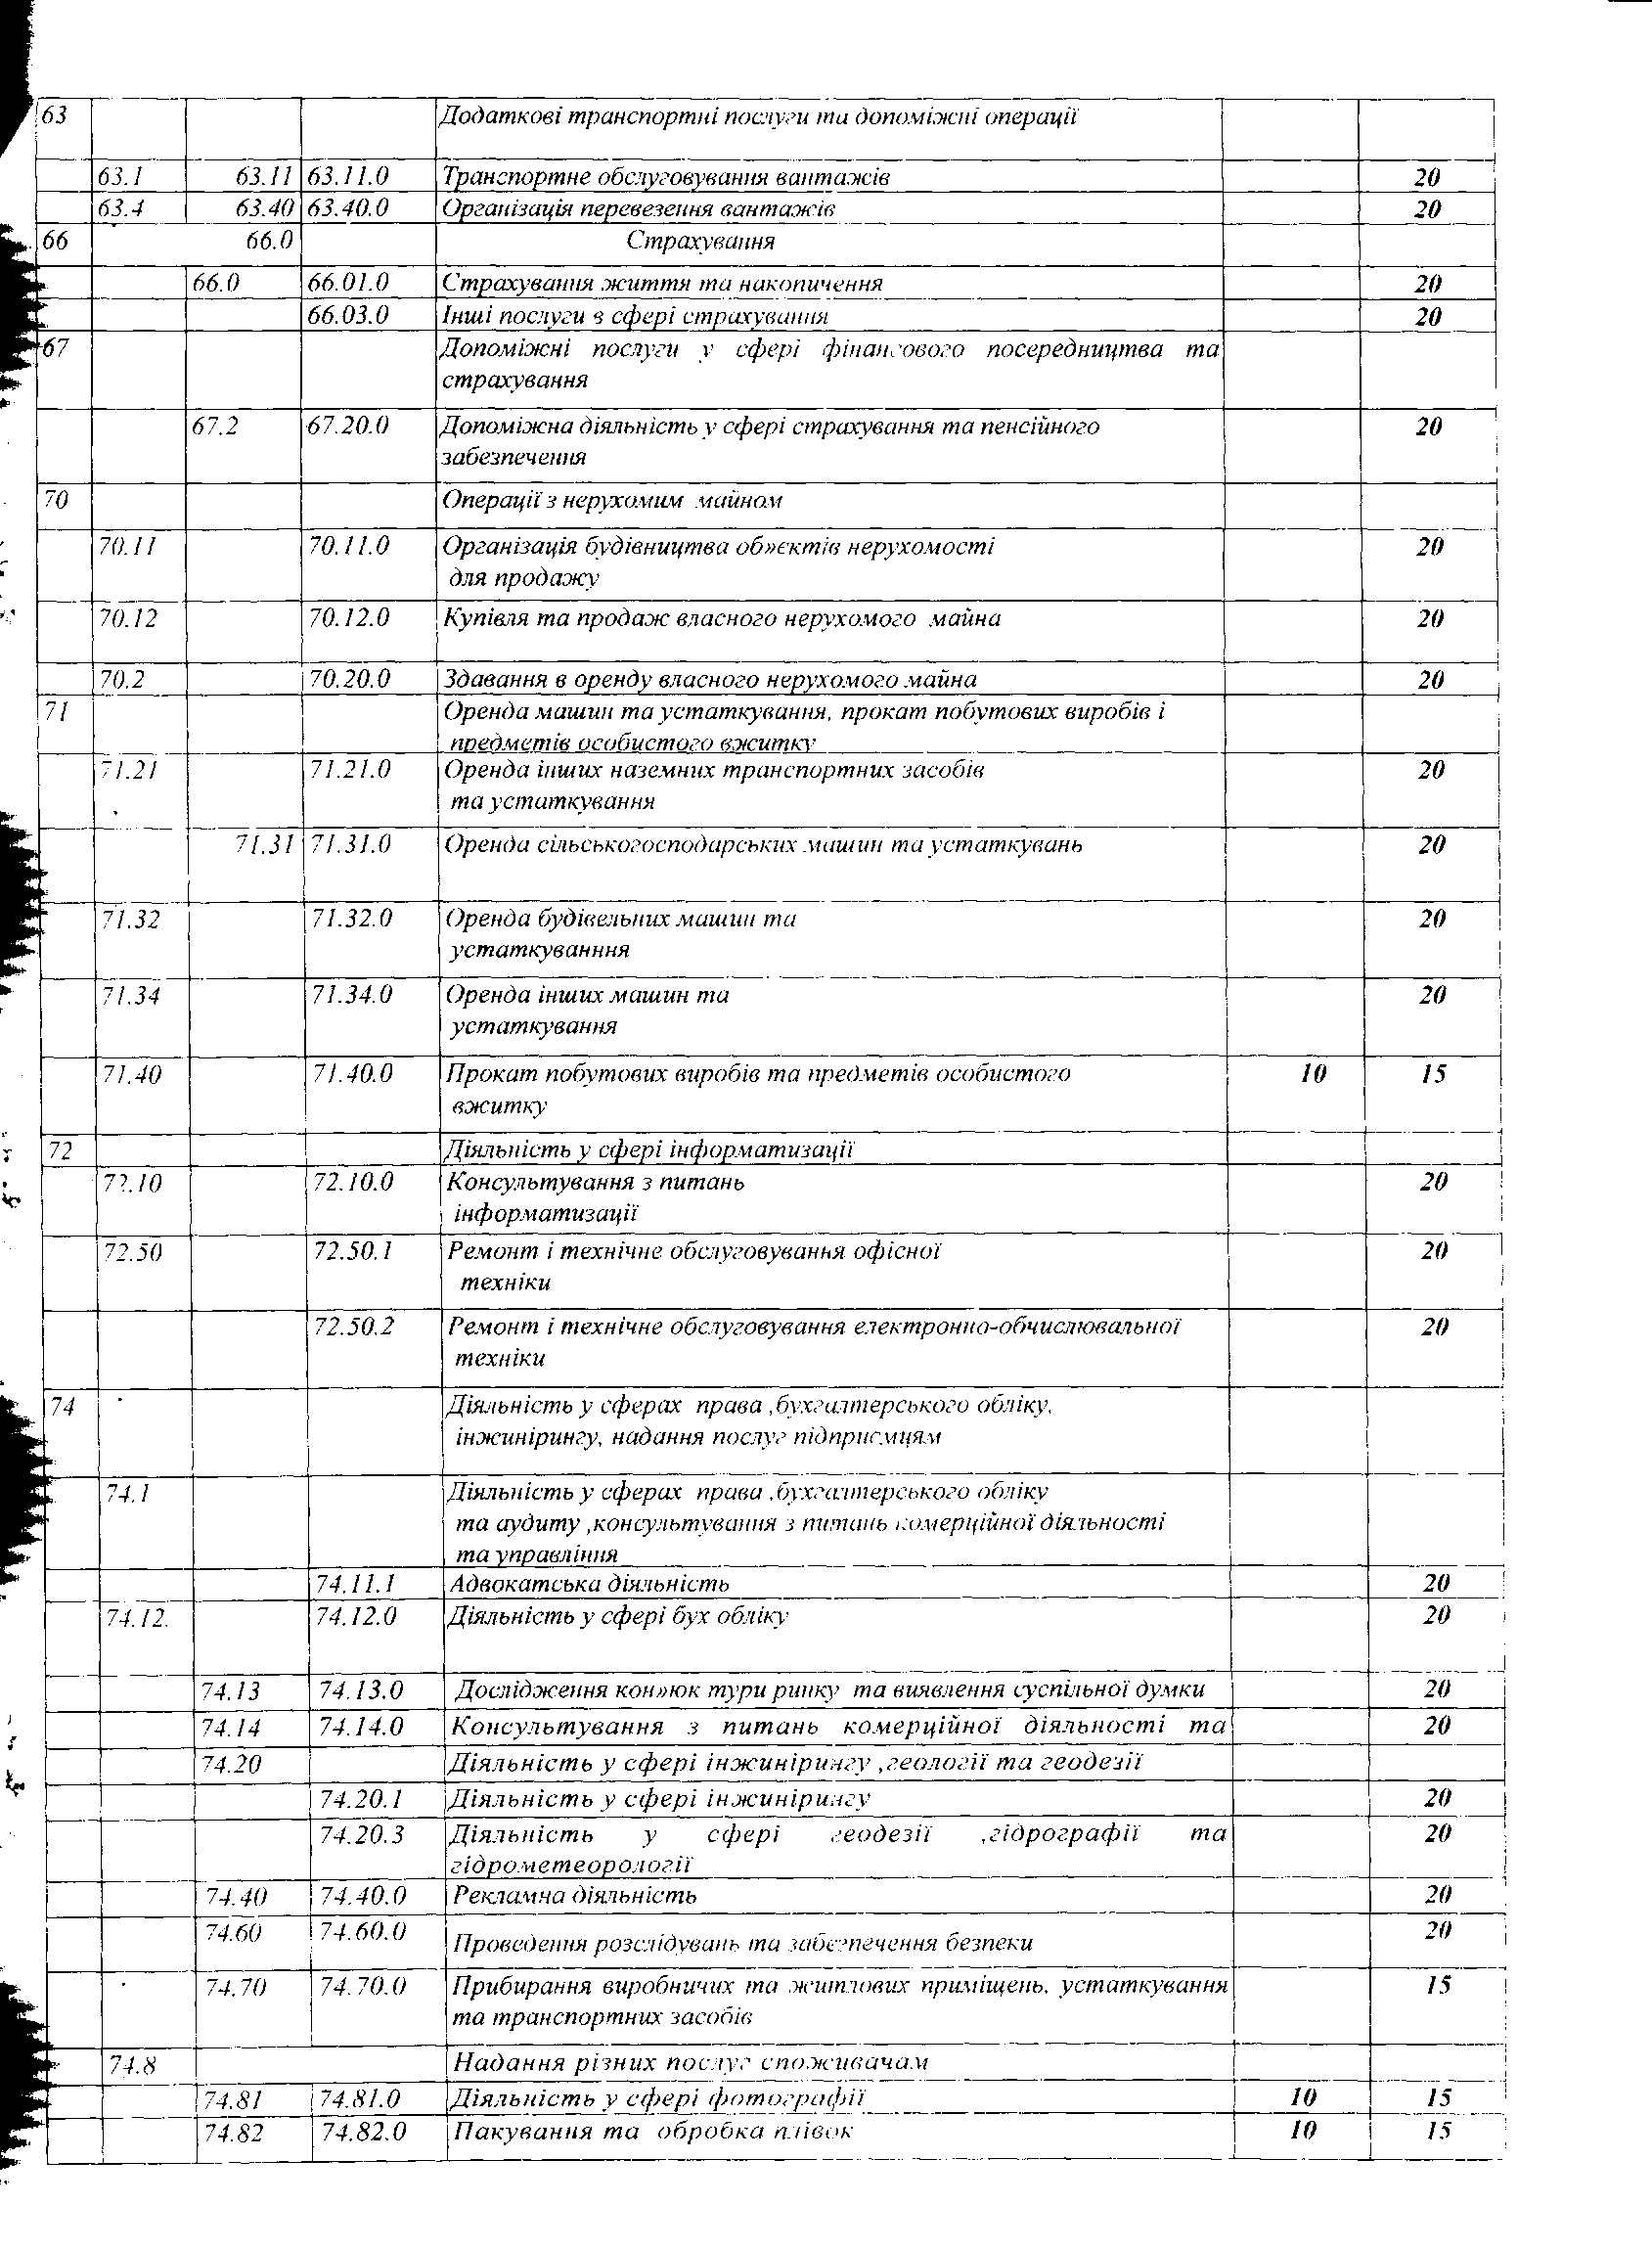 63 Додаткові транспортні послуги та допоміжні операції
63.1 63.11 63.11.0 Транспортне обслуговування вантажів 20
63.4 63.40 63.40.0 Організація перевезення вантажів 20
66 66.0 Страхування
66.0 66.01.0 Страхування життя та накопичення 20
66.03.0 Інші послуги в сфері страхування 20
67 Допоміжні послуги у сфері фінансового посередництва та
страхування
67.2 67.20.0 Допоміжна діяльність у сфері страхування та пенсійного 20
забезпечення
70 Операції з нерухомим майном
70.11 70.11.0 Організація будівництва об»єктів нерухомості 20
для продажу
70.12 70.12.0 Купівля та продаж власного нерухомого майна 20
70.2 70.20.0 Здавання в оренду власного нерухомого майна 20
71 Оренда машин та устаткування, прокат побутових виробів і
предметів особистого вжитку
71.21 71.21.0 Оренда інших наземних транспортних засобів 20
та устаткування
71.31 71.31.0 Оренда сільськогосподарських машин та устаткувань 20
71.32 71.32.0 Оренда будівельних машин та 20
устаткуванння
71.34 71.34.0 Оренда інших машин та 20
устаткування
71.40 71.40.0 Прокат побутових виробів та предметів особистого 10 15
вжитку
72 Діяльність у сфері інформатизації
72.10 72.10.0 Консультування з питань 20
інформатизації
72.50 72.50.1 Ремонт і технічне обслуговування офісної 20
техніки
72.50.2 Ремонт і технічне обслуговування електронно-обчислювальної 20
техніки
74 Діяльність у сферах права ,бухгалтерського обліку,
інжинірингу, надання послуг підприємцям
74.1 Діяльність у сферах права ,бухгалтерського обліку
та аудиту ,консультування з питань комерційної діяльності
та управління
74.11.1 Адвокатська діяльність 20
74.12. 74.12.0 Діяльність у сфері бух обліку 20
74.13 74.13.0 Дослідження кон»юк тури ринку та виявлення суспільної думки 20
74.14 74.14.0 Консультування з питань комерційної діяльності та 20
74.20 Діяльність у сфері інжинірингу ,геології та геодезії
74.20.1 Діяльність у сфері інжинірингу 20
74.20.3 Діяльність у сфері геодезії ,гідрографії та 20
гідрометеорології
74.40 74.40.0 Рекламна діяльність 20
74.60 74.60.0 Проведення розслідувань та забезпечення безпеки 20
74.70 74.70.0 Прибирання виробничих та житлових приміщень, устаткування 15
та транспортних засобів
74.8 Надання різних послуг споживачам
74.81 74.81.0 Діяльність у сфері фотографії 10 15
74.82 74.82.0 Пакування та обробка плівок 10 15